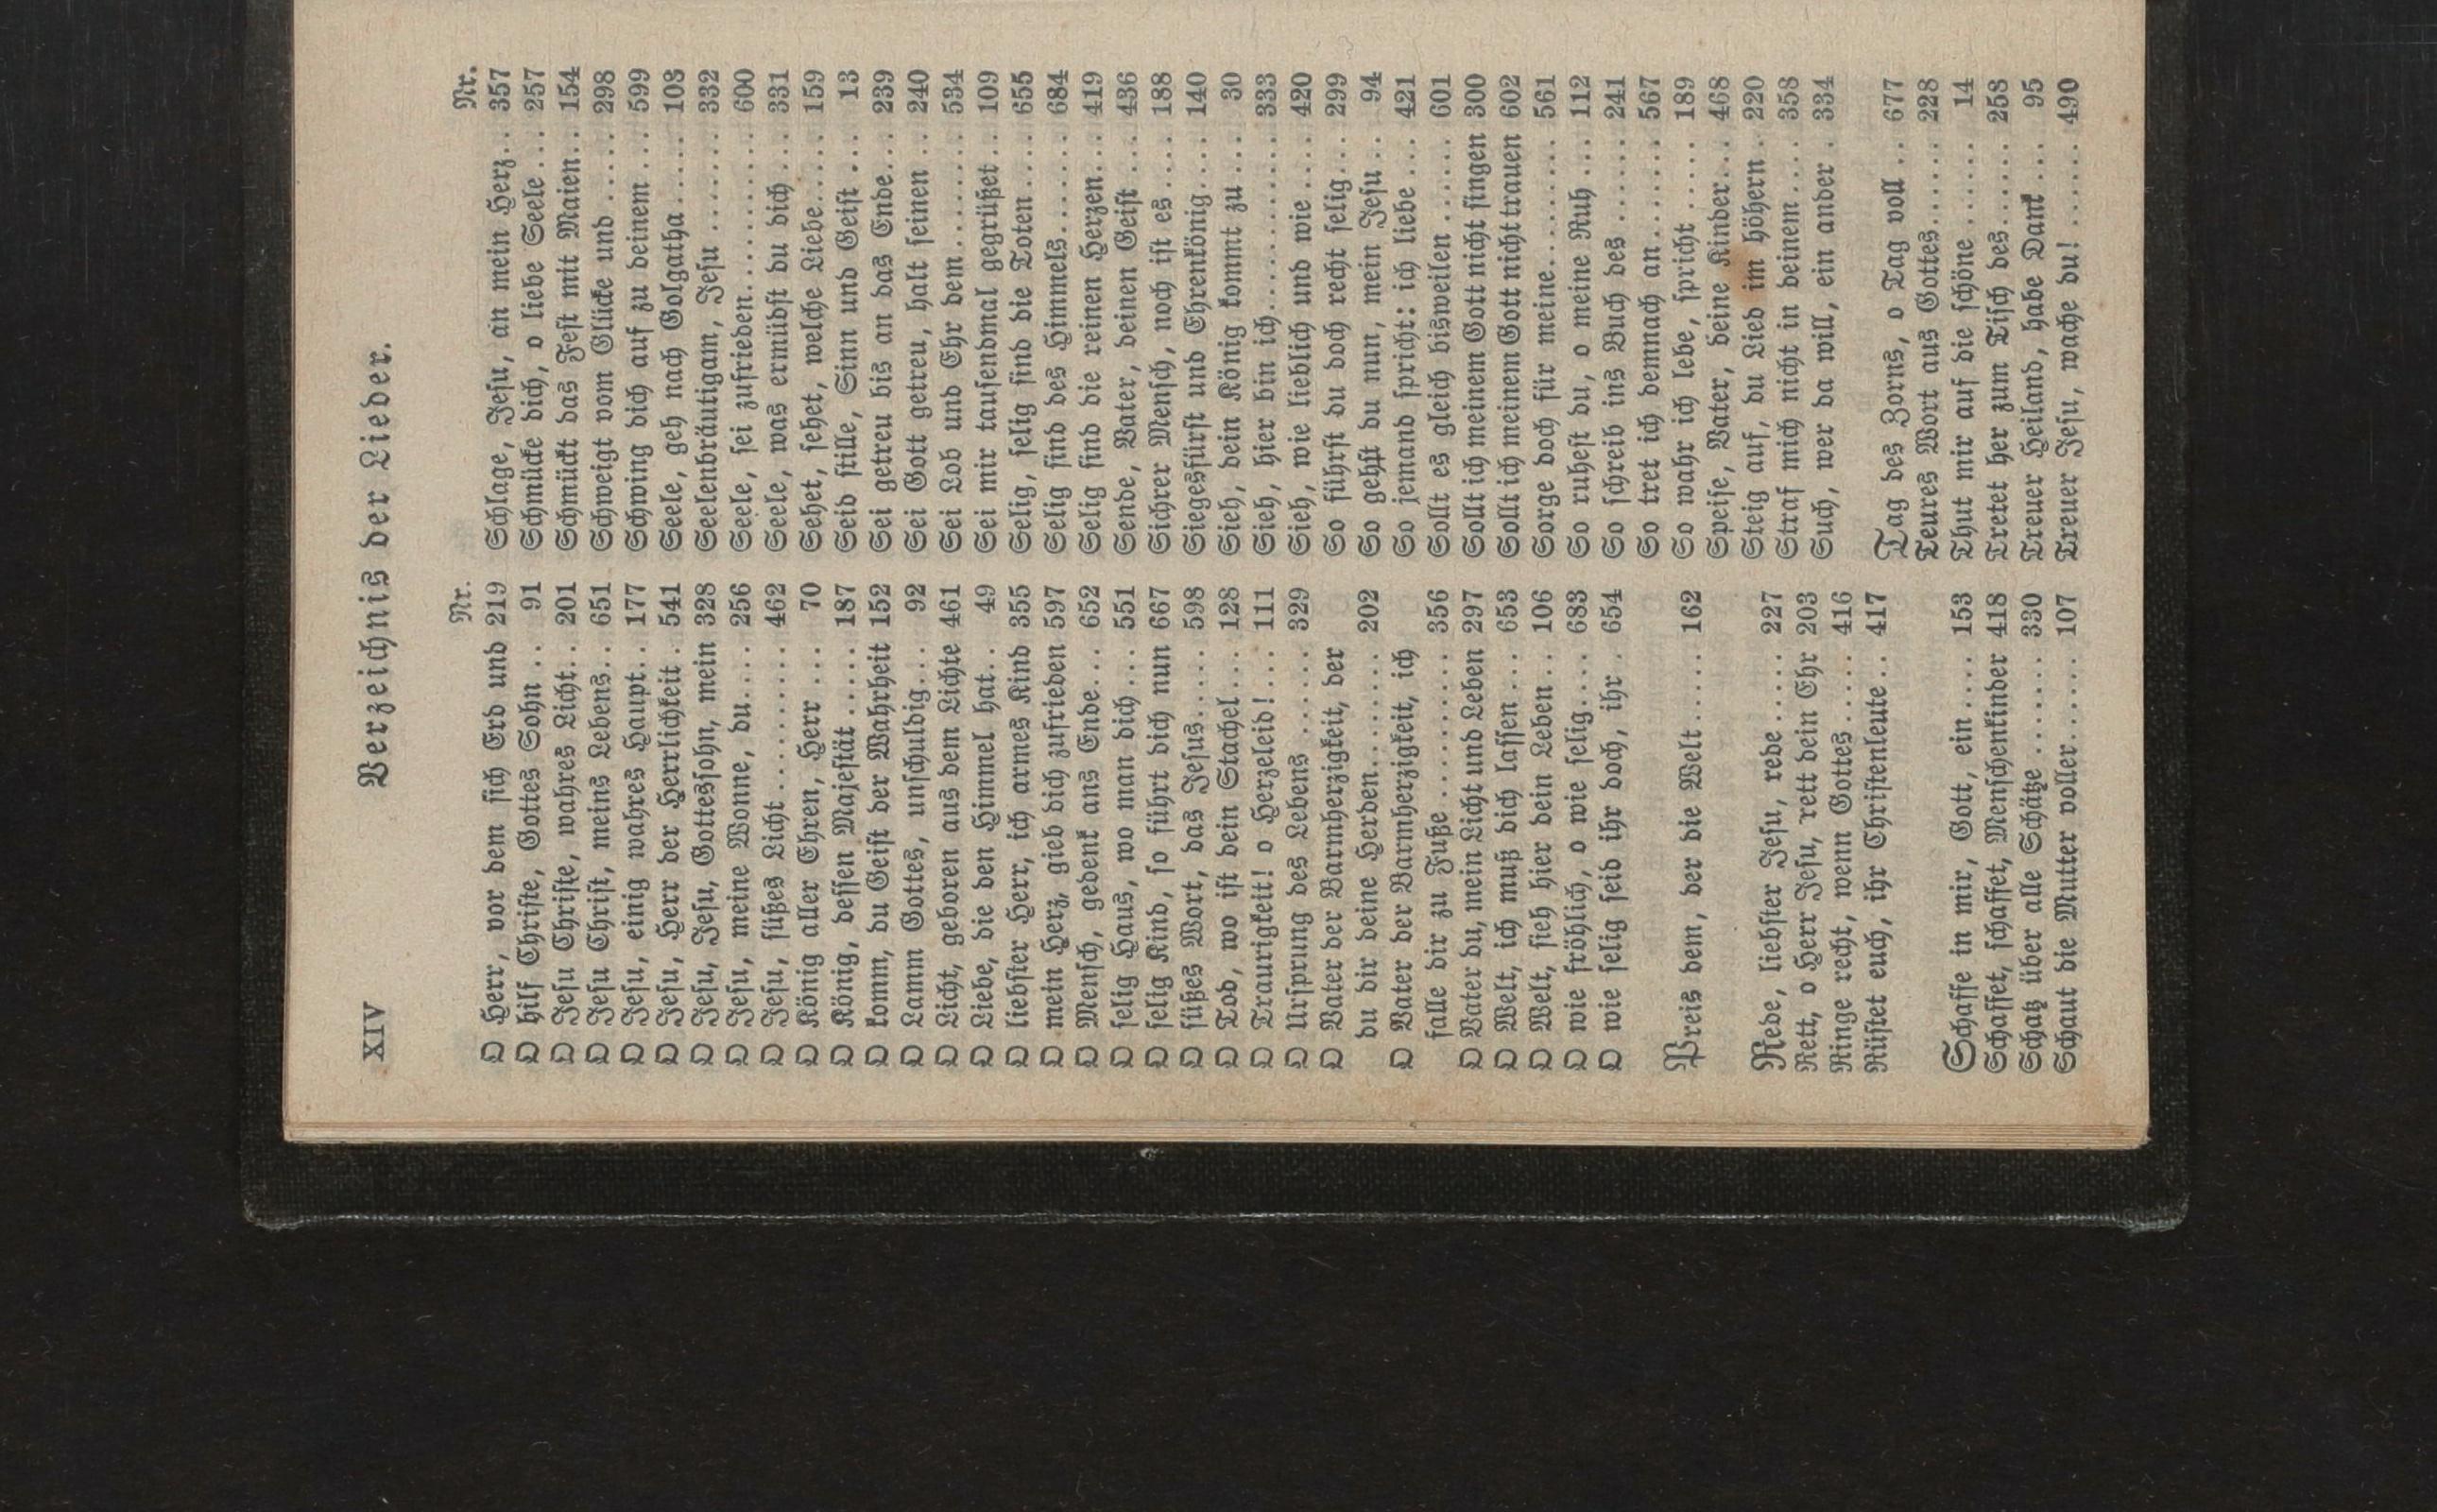 XIV Verzeichnis der Lieder.
Nr.
O Herr, vor dem sich Erd und 219
O hilf Christe, Gottes Sohn .. 91
O Jesu Christe, wahres Licht.. 201
O Jesu Christ, meins Lebens.. 651
O Jesu, einig wahres Haupt.. 177
O Jesu, Herr der Herrlichkeit . 541
O Jesu, Jesu, Gottessohn, mein 328
O Jesu, meine Wonne, du.... 256
O Jesu, süßes Licht........... 462
O König aller Ehren, Herr .... 70
O König, dessen Majestät ..... 187
O komm, du Geist der Wahrheit 152
O Lamm Gottes, unschuldig... 92
O Licht, geboren aus dem Lichte 461
O Liebe, die den Himmel hat.. 49
O liebster Herr, ich armes Kind 355
O mein Herz, gieb dich zufrieden 597
O Mensch, gedenk ans Ende... 652
O selig Haus, wo man dich ... 551
O selig Kind, so führt dich nun 667
O süßes Wort, das Jesus..... 598
O Tod, wo ist dein Stachel... 128
O Traurigkeit! o Herzeleid!... 111
O Ursprung des Lebens ...... 329
O Vater der Barmherzigkeit, der
du dir deine Herden......... 202
O Vater der Barmherzigkeit, ich
falle dir zu Fuße ........... 356
O Vater du, mein Licht und Leben 297
O Welt, ich muß dich lassen ... 653
O Welt, sieh hier dein Leben .. 106
O wie fröhlich, o wie selig.... 683
O wie selig seid ihr doch, ihr . 654
Preis dem, der die Welt...... 162
Rede, liebster Jesu, rede...... 227
Rett, o Herr Jesu, rett dein Ehr 203
Ringe recht, wenn Gottes..... 416
Rüstet euch, ihr Christenleute.. 417
Schaffe in mir, Gott, ein..... 153
Schaffet, schaffet, Menschenkinder 418
Schatz über alle Schätze ....... 330
Schaut die Mutter voller....... 107
Nr.
Schlage, Jesu, an mein Herz.. 357
Schmücke dich, o liebe Seele... 257
Schmückt das Fest mit Maien.. 154
Schweigt vom Glücke und ..... 298
Schwing dich auf zu deinem ... 599
Seele, geh nach Golgatha...... 108
Seelenbräutigam, Jesu ........ 332
Seele, sei zufrieden............ 600
Seele, was ermüdst du dich.... 331
Sehet, sehet, welche Liebe...... 159
Seid stille, Sinn und Geist ... 13
Sei getreu bis an das Ende... 239
Sei Gott getreu, halt seinen .. 240
Sei Lob und Ehr dem......... 534
Sei mir tausendmal gegrüßet... 109
Selig, selig sind die Toten .... 655
Selig sind des Himmels....... 684
Selig sind die reinen Herzen... 419
Sende, Vater, deinen Geist .... 436
Sichrer Mensch, noch ist es.... 188
Siegesfürst und Ehrenkönig.... 140
Sieh, dein König kommt zu ... 30
Sieh, hier bin ich............. 333
Sieh, wie lieblich und wie ..... 420
So führst du doch recht selig... 299
So gehst du nun, mein Jesu.. 94
So jemand spricht: ich liebe ... 421
Sollt es gleich bisweilen ...... 601
Sollt ich meinem Gott nicht singen 300
Sollt ich meinem Gott nicht trauen 602
Sorge doch für meine.......... 561
So ruhest du, o meine Ruh ... 112
So schreib ins Buch des ....... 241
So tret ich demnach an........ 567
So wahr ich lebe, spricht ...... 189
Speise, Vater, deine Kinder... 468
Steig auf, du Lied im höhern . 220
Straf mich nicht in deinem.... 358
Such, wer da will, ein ander . 334
Tag des Zorns, o Tag voll .. 677
Teures Wort aus Gottes....... 228
Thut mir auf die schöne ....... 14
Tretet her zum Tisch des...... 258
Treuer Heiland, habe Dank ... 95
Treuer Jesu, wache du! ....... 490